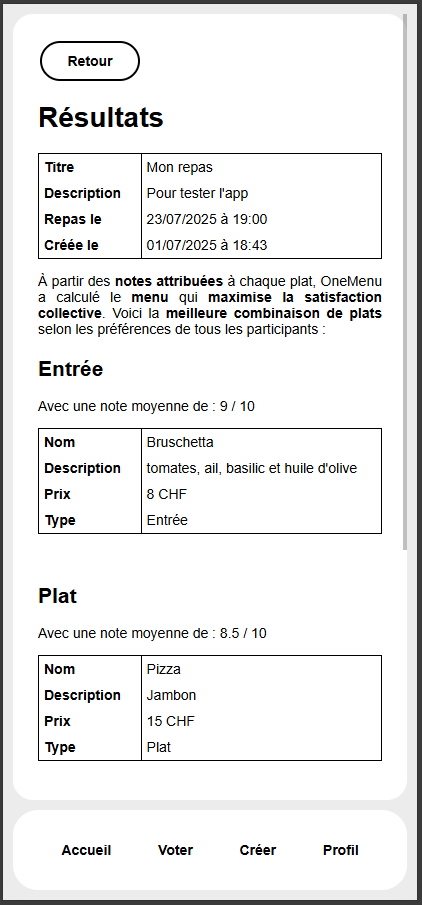 Retour
Résultats
Titre Mon repas
Description Pour tester l'app
Repas le 23/07/2025 à 19:00
Créée le 01/07/2025 à 18:43
À partir des notes attribuées à chaque plat, OneMenu
a calculé le menu qui maximise la satisfaction
collective. Voici la meilleure combinaison de plats
selon les préférences de tous les participants :
Entrée
Avec une note moyenne de : 9 / 10
Nom Bruschetta
Description tomates, ail, basilic et huile d'olive
Prix 8 CHF
Type Entrée
Plat
Avec une note moyenne de : 8.5 / 10
Nom Pizza
Description Jambon
Prix 15 CHF
Type Plat
Accueil Voter Créer Profil